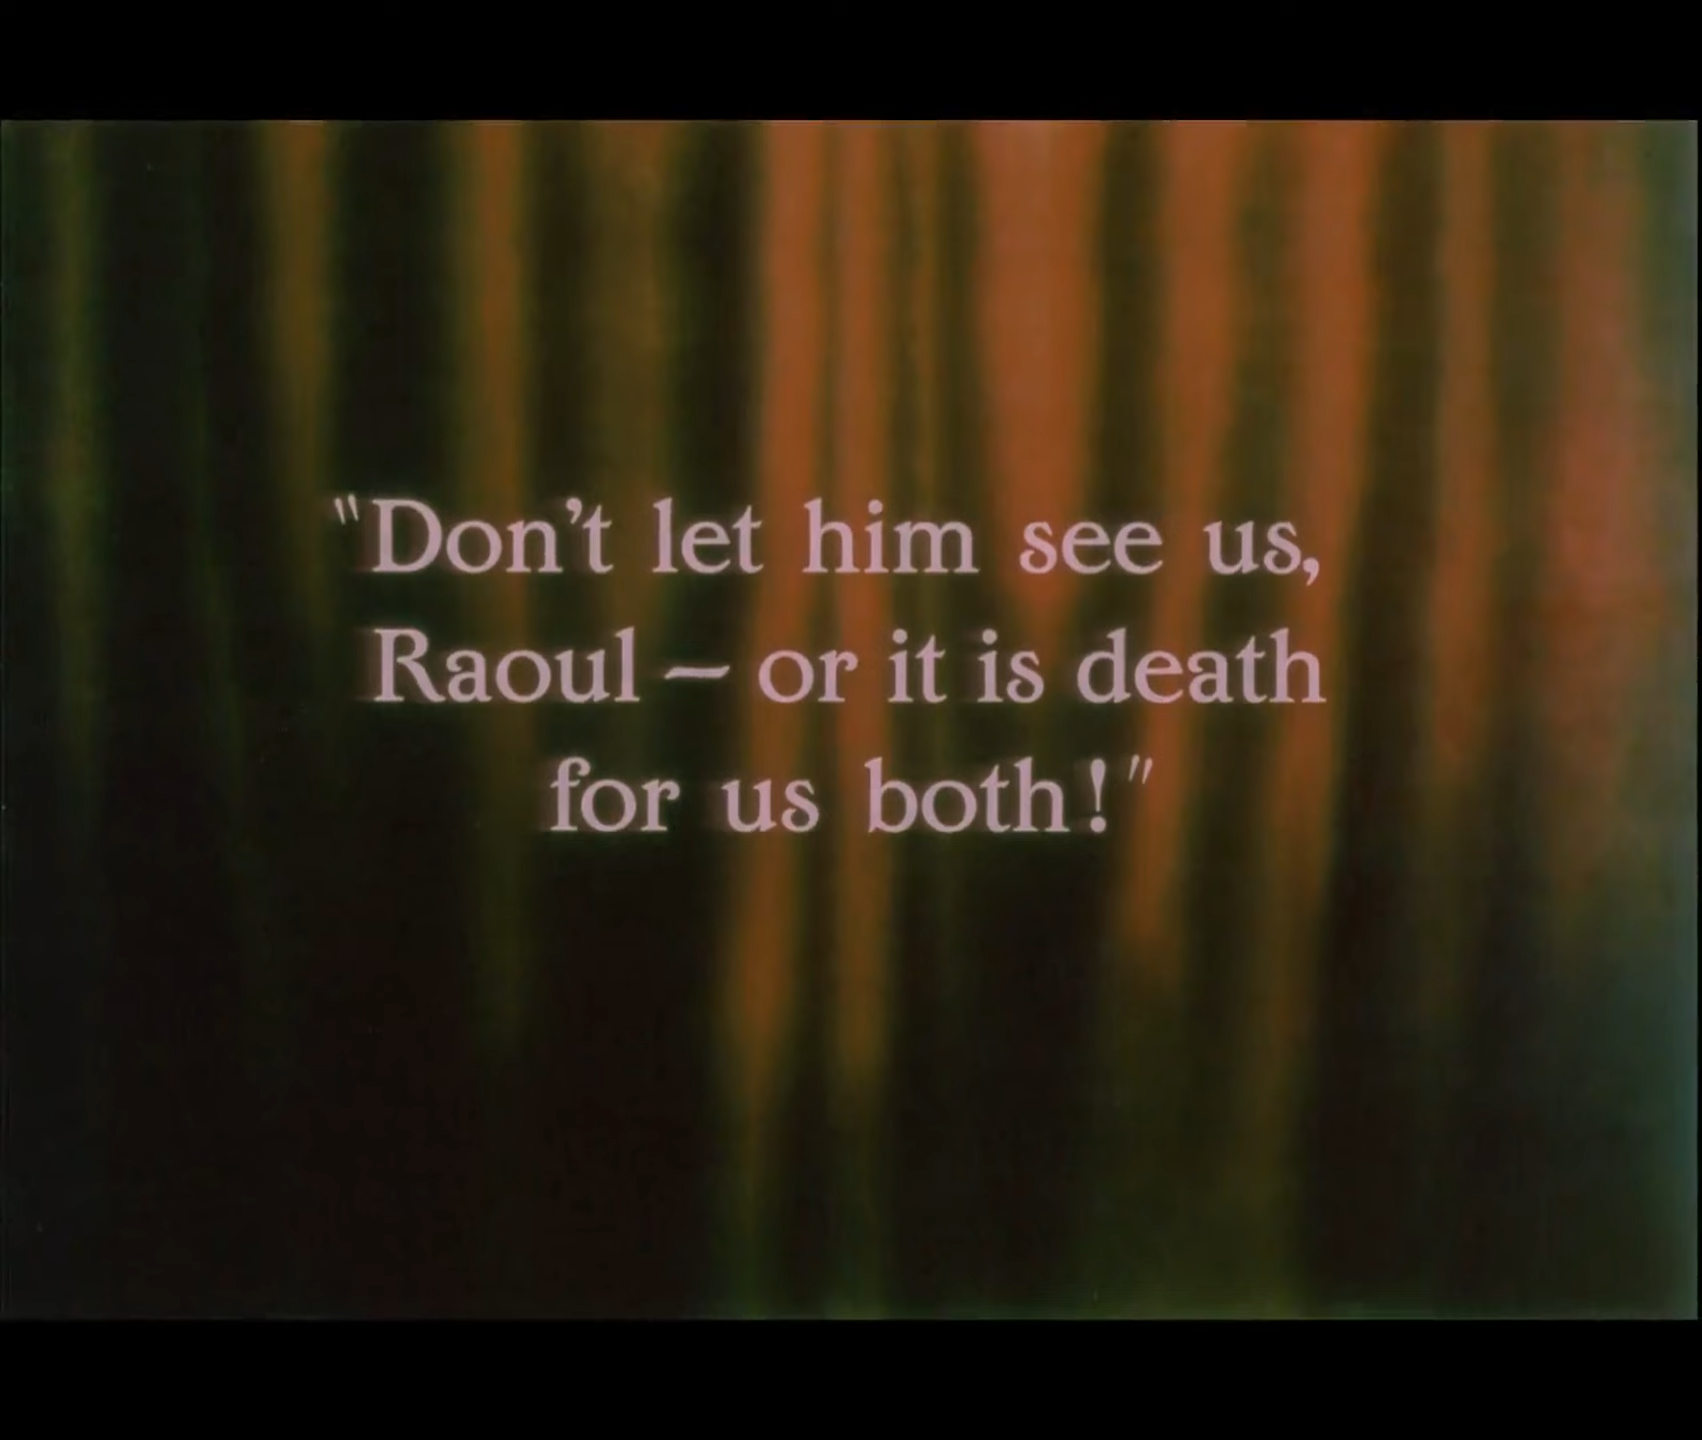 "Don't let him see us,
Raoul – or it is death
for us both!"